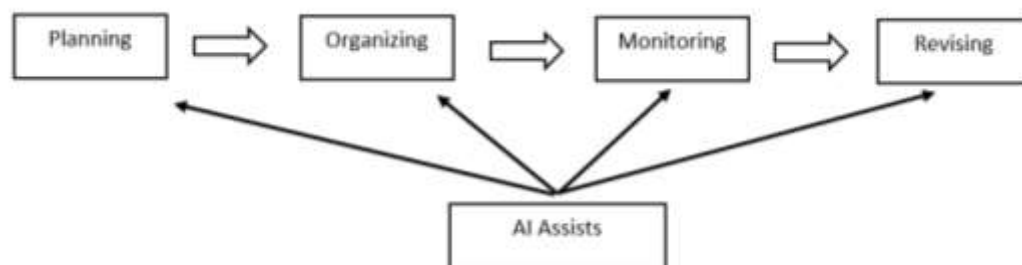 Planning
Organizing
Monitoring
Revising
AI Assists